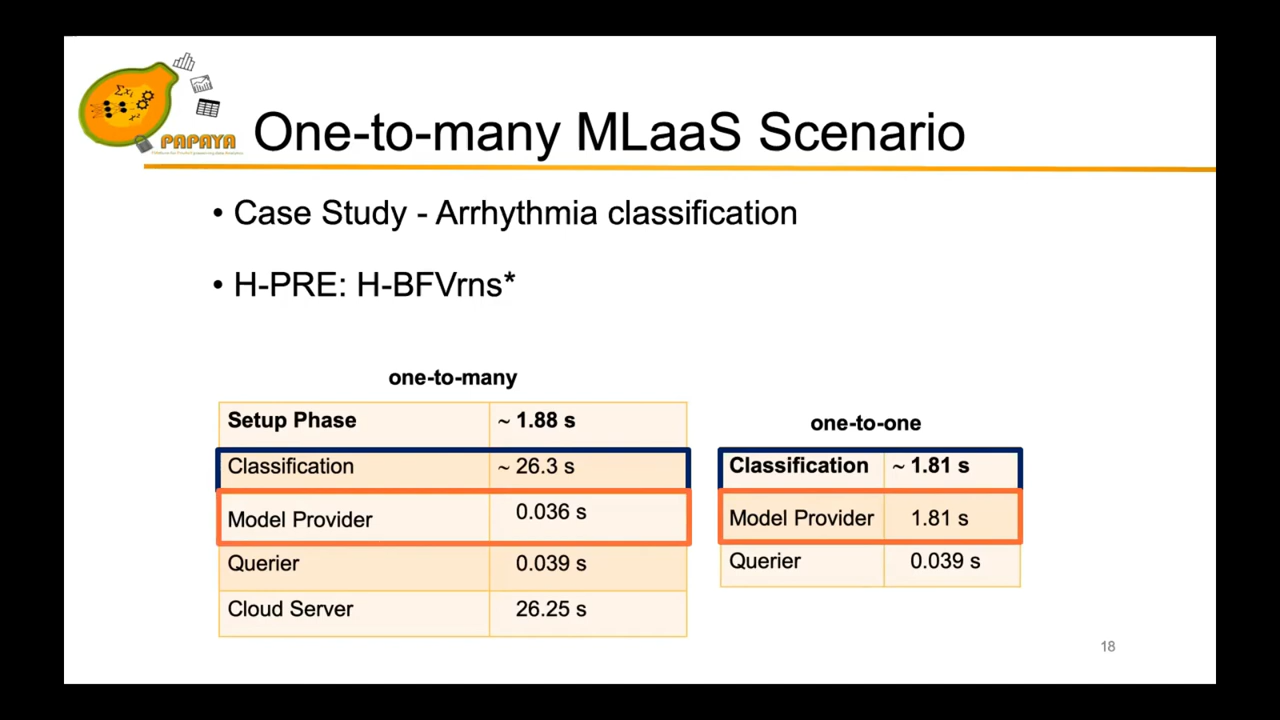 PAPAYA
One-to-many MLaaS Scenario
• Case Study - Arrhythmia classification
• H-PRE: H-BFVrns*
one-to-many
Setup Phase ~ 1.88 s
Classification ~ 26.3 s
Model Provider 0.036 s
Querier 0.039 s
Cloud Server 26.25 s
one-to-one
Classification ~ 1.81 s
Model Provider 1.81 s
Querier 0.039 s
18